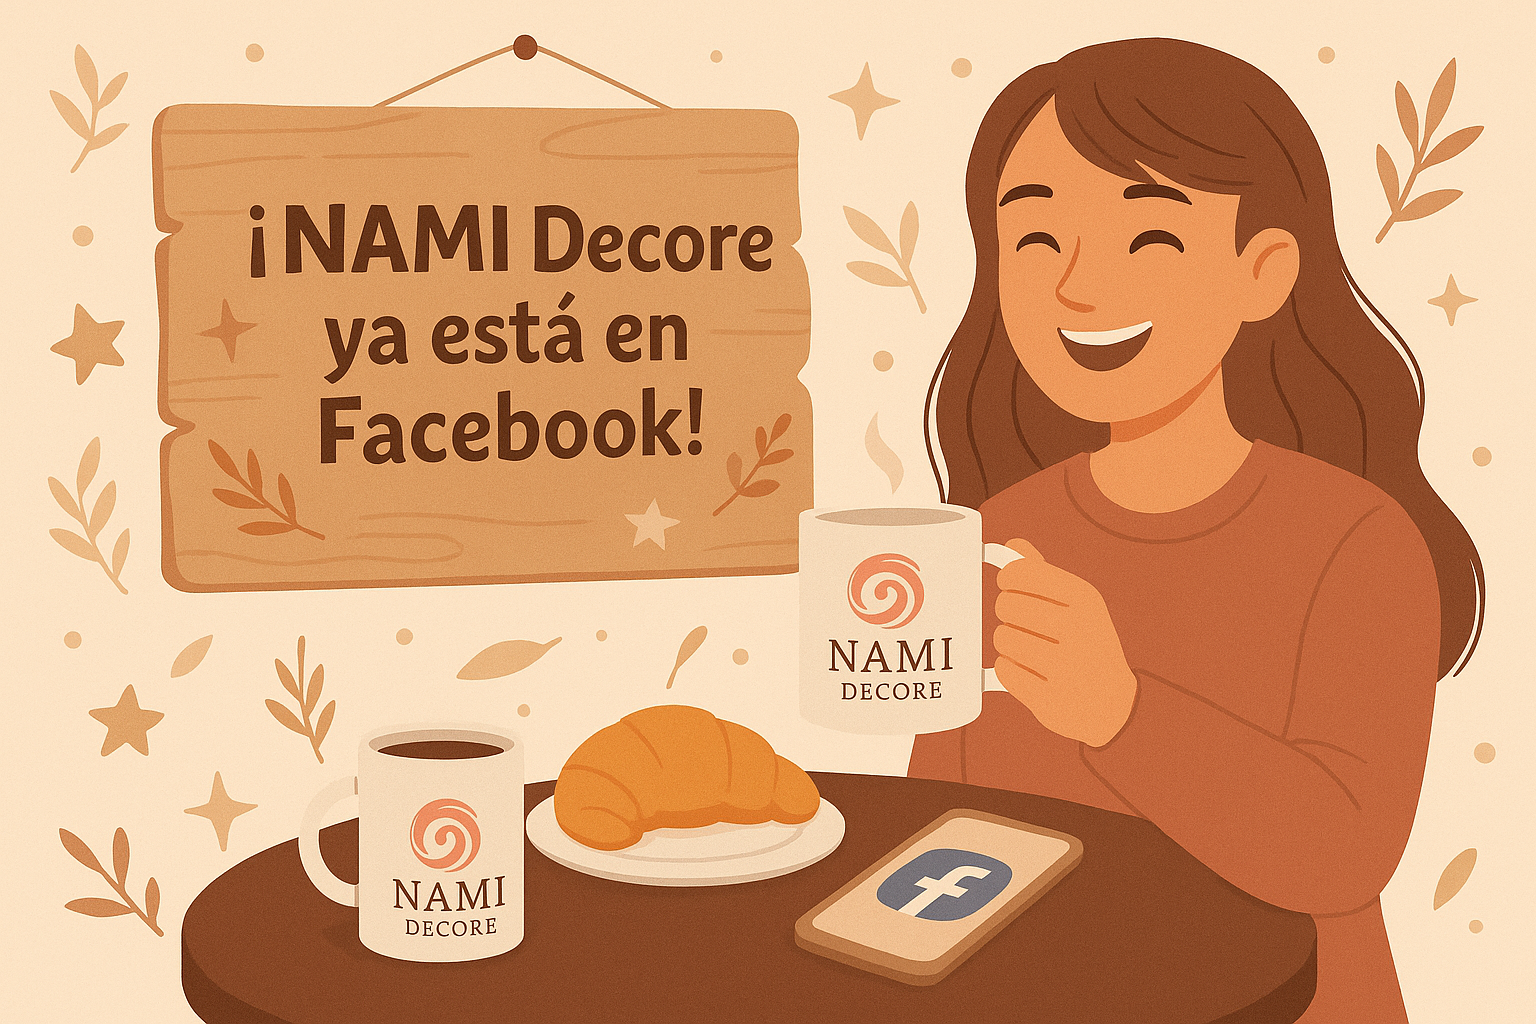 ¡NAMI Decore
ya está en
Facebook!
NAMI
DECORE
NAMI
DECORE
f